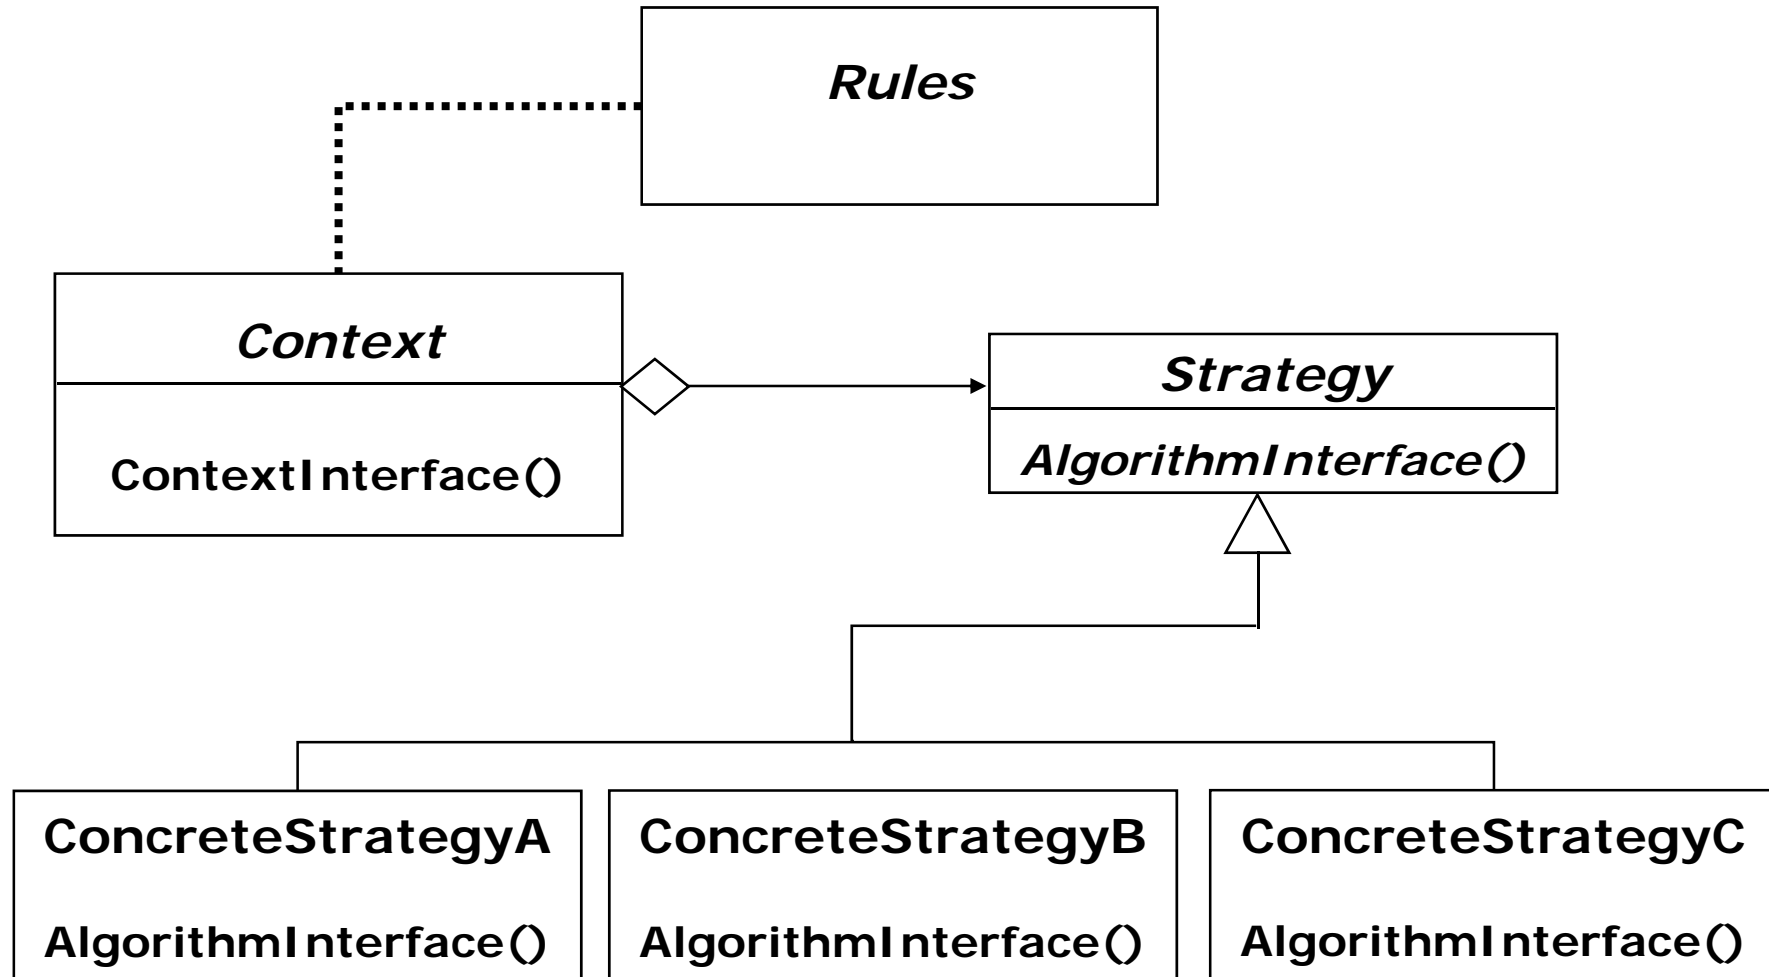 Rules
Context
ContextInterface()
Strategy
AlgorithmInterface()
ConcreteStrategyA
AlgorithmInterface()
ConcreteStrategyB
AlgorithmInterface()
ConcreteStrategyC
AlgorithmInterface()